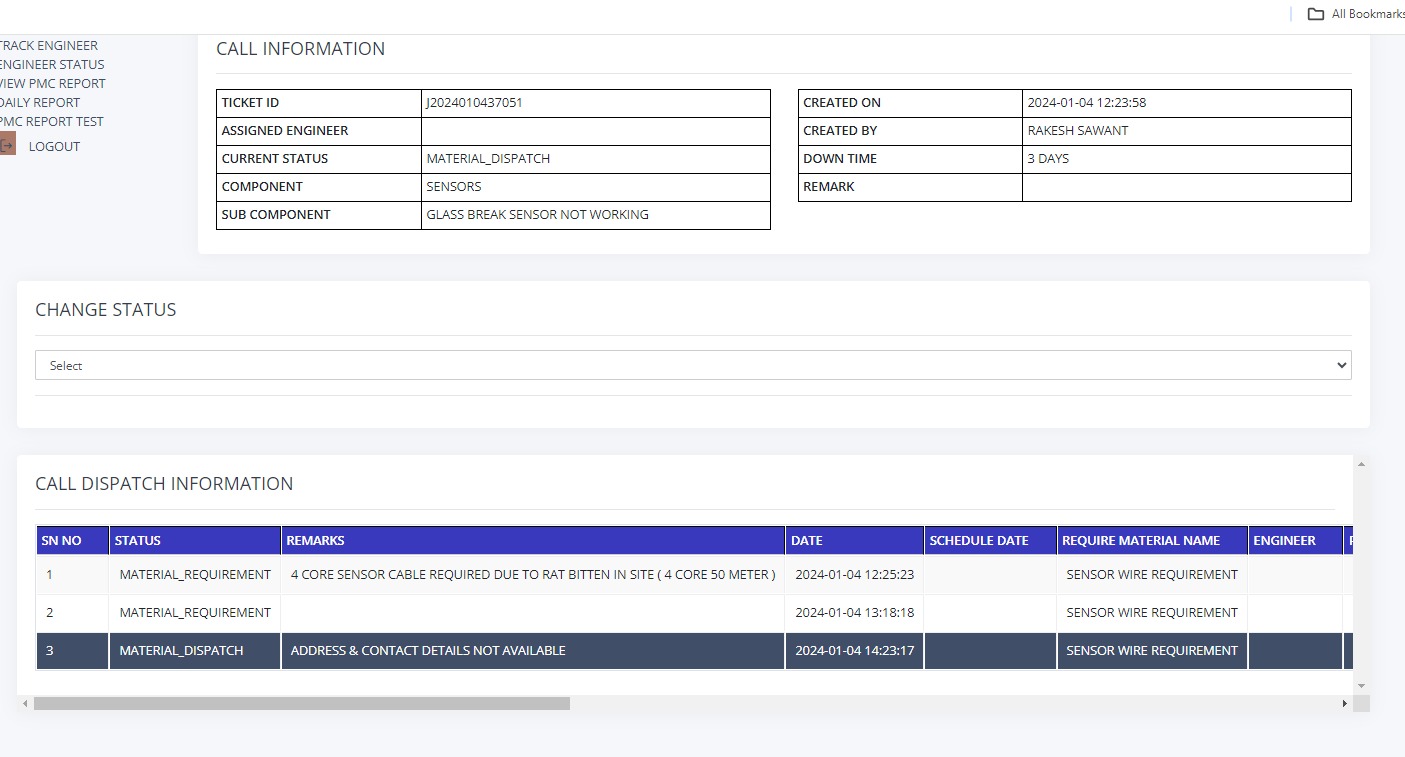 All Bookmarks
TRACK ENGINEER
ENGINEER STATUS
VIEW PMC REPORT
DAILY REPORT
PMC REPORT TEST
LOGOUT
CALL INFORMATION
TICKET ID J2024010437051
ASSIGNED ENGINEER
CURRENT STATUS MATERIAL_DISPATCH
COMPONENT SENSORS
SUB COMPONENT GLASS BREAK SENSOR NOT WORKING
CREATED ON 2024-01-04 12:23:58
CREATED BY RAKESH SAWANT
DOWN TIME 3 DAYS
REMARK
CHANGE STATUS
Select
CALL DISPATCH INFORMATION
SN NO STATUS REMARKS DATE SCHEDULE DATE REQUIRE MATERIAL NAME ENGINEER
1 MATERIAL_REQUIREMENT 4 CORE SENSOR CABLE REQUIRED DUE TO RAT BITTEN IN SITE ( 4 CORE 50 METER ) 2024-01-04 12:25:23 SENSOR WIRE REQUIREMENT
2 MATERIAL_REQUIREMENT 2024-01-04 13:18:18 SENSOR WIRE REQUIREMENT
3 MATERIAL_DISPATCH ADDRESS & CONTACT DETAILS NOT AVAILABLE 2024-01-04 14:23:17 SENSOR WIRE REQUIREMENT